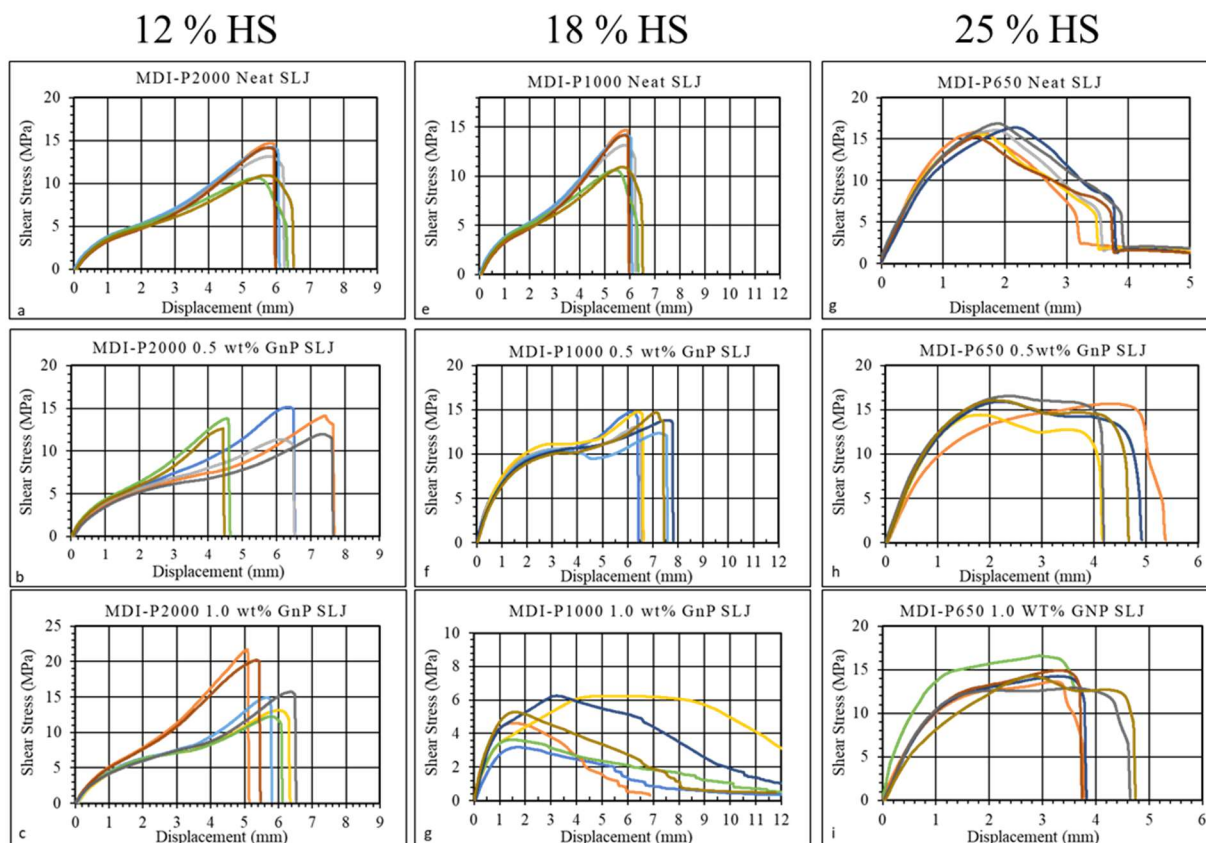 12 % HS
18 % HS
25 % HS
MDI-P2000 Neat SLJ
20
15
10
5
0
Shear Stress (MPa)
0 1 2 3 4 5 6 7 8 9
Displacement (mm)
a
MDI-P1000 Neat SLJ
15
10
5
0
Shear Stress (MPa)
0 1 2 3 4 5 6 7 8 9 10 11 12
Displacement (mm)
e
MDI-P650 Neat SLJ
20
15
10
5
0
Shear Stress (MPa)
0 1 2 3 4 5
Displacement (mm)
g
MDI-P2000 0.5 wt% GnP SLJ
20
15
10
5
0
Shear Stress (MPa)
0 1 2 3 4 5 6 7 8 9
Displacement (mm)
b
MDI-P1000 0.5 wt% GnP SLJ
20
15
10
5
0
Shear Stress (MPa)
0 1 2 3 4 5 6 7 8 9 10 11 12
Displacement (mm)
f
MDI-P650 0.5wt% GnP SLJ
20
15
10
5
0
Shear Stress (MPa)
0 1 2 3 4 5 6
Displacement (mm)
h
MDI-P2000 1.0 wt% GnP SLJ
25
20
15
10
5
0
Shear Stress (MPa)
0 1 2 3 4 5 6 7 8 9
Displacement (mm)
c
MDI-P1000 1.0 wt% GnP SLJ
10
8
6
4
2
0
Shear Stress (MPa)
0 1 2 3 4 5 6 7 8 9 10 11 12
Displacement (mm)
g
MDI-P650 1.0 WT% GNP SLJ
20
15
10
5
0
Shear Stress (MPa)
0 1 2 3 4 5 6
Displacement (mm)
i